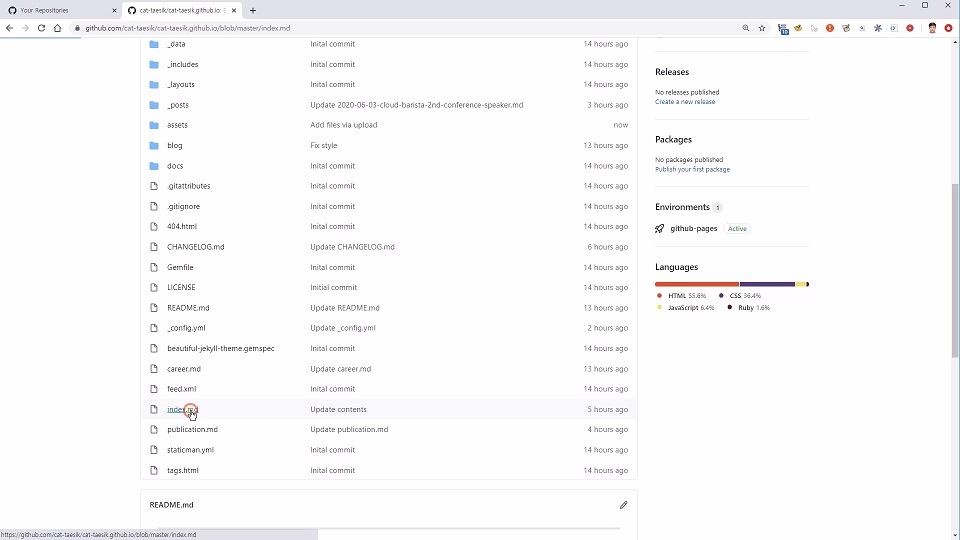 Your Repositories
cat-taesik/cat-taesik.github.io: E
github.com/cat-taesik/cat-taesik.github.io/blob/master/index.md
_data Inital commit 14 hours ago
_includes Inital commit 14 hours ago
_layouts Inital commit 14 hours ago
_posts Update 2020-06-03-cloud-barista-2nd-conference-speaker.md 3 hours ago
assets Add files via upload now
blog Fix style 13 hours ago
docs Inital commit 14 hours ago
.gitattributes Inital commit 14 hours ago
.gitignore Inital commit 14 hours ago
404.html Inital commit 14 hours ago
CHANGELOG.md Update CHANGELOG.md 6 hours ago
Gemfile Inital commit 14 hours ago
LICENSE Initial commit 14 hours ago
README.md Update README.md 13 hours ago
_config.yml Update _config.yml 2 hours ago
beautiful-jekyll-theme.gemspec Inital commit 14 hours ago
career.md Update career.md 13 hours ago
feed.xml Inital commit 14 hours ago
index.md Update contents 5 hours ago
publication.md Update publication.md 4 hours ago
staticman.yml Inital commit 14 hours ago
tags.html Inital commit 14 hours ago
README.md
Releases
No releases published
Create a new release
Packages
No packages published
Publish your first package
Environments 1
github-pages Active
Languages
HTML 55.6% CSS 36.4%
JavaScript 6.4% Ruby 1.6%
https://github.com/cat-taesik/cat-taesik.github.io/blob/master/index.md